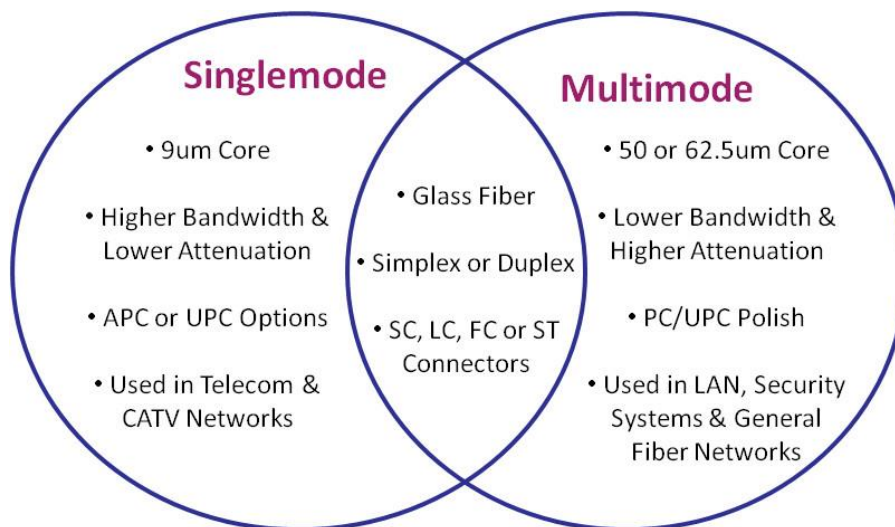 Singlemode
• 9um Core
• Higher Bandwidth &
Lower Attenuation
• APC or UPC Options
• Used in Telecom &
CATV Networks
• Glass Fiber
• Simplex or Duplex
• SC, LC, FC or ST
Connectors
Multimode
• 50 or 62.5um Core
• Lower Bandwidth &
Higher Attenuation
• PC/UPC Polish
• Used in LAN, Security
Systems & General
Fiber Networks